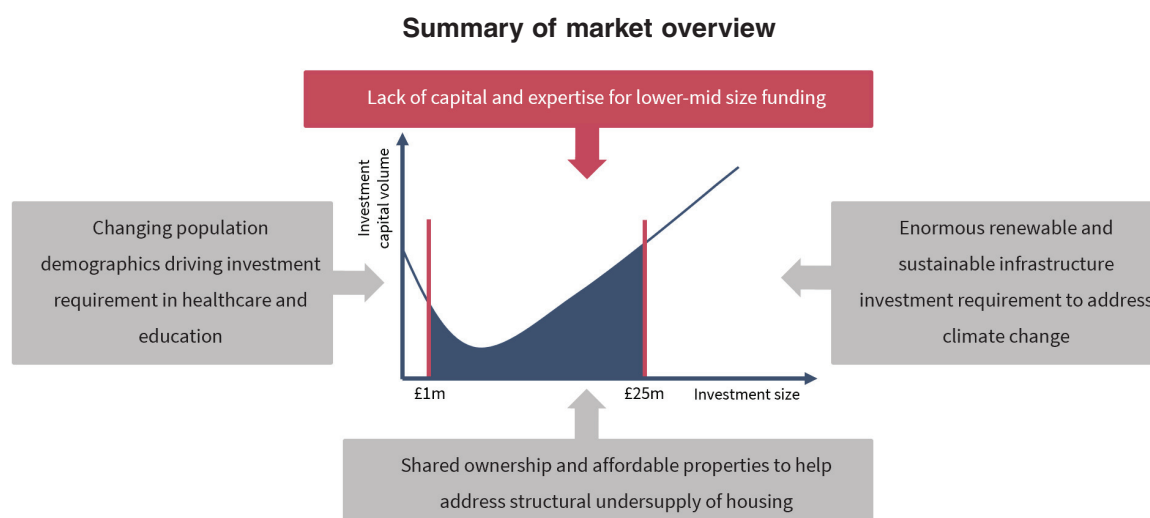 Summary of market overview
Lack of capital and expertise for lower-mid size funding
Investment
capital volume
Changing population
demographics driving investment
requirement in healthcare and
education
Enormous renewable and
sustainable infrastructure
investment requirement to address
climate change
£1m
£25m
Investment size
Shared ownership and affordable properties to help
address structural undersupply of housing